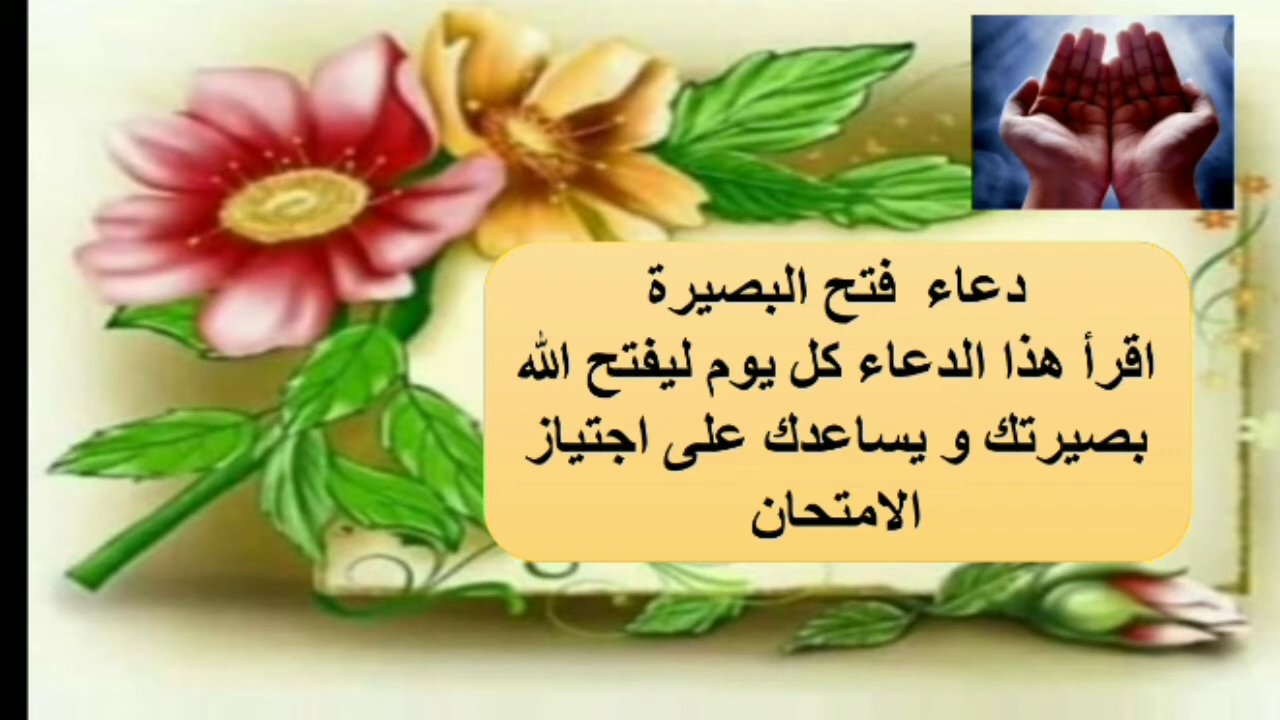 دعاء فتح البصيرة
اقرأ هذا الدعاء كل يوم ليفتح الله
بصيرتك و يساعدك على اجتياز
الامتحان